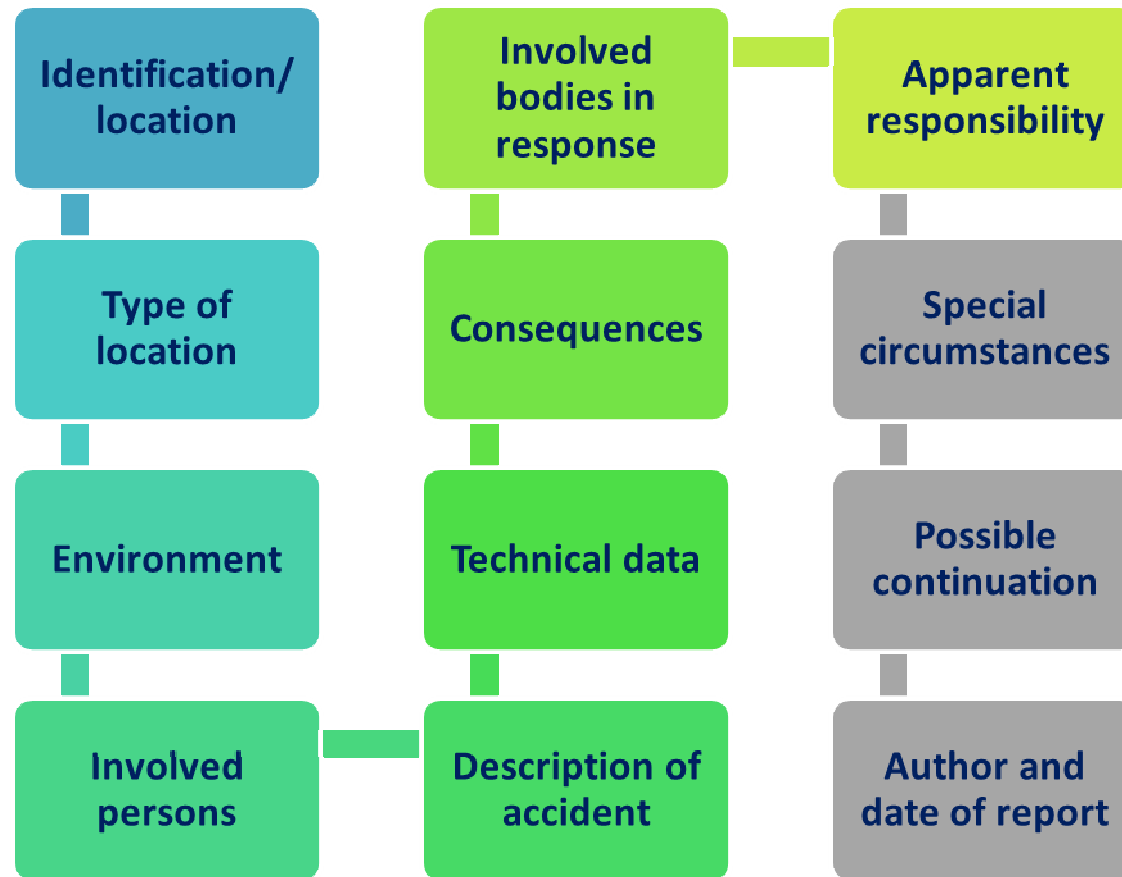 Identification/
location
Type of
location
Environment
Involved
persons
Description of
accident
Technical data
Consequences
Involved
bodies in
response
Apparent
responsibility
Special
circumstances
Possible
continuation
Author and
date of report